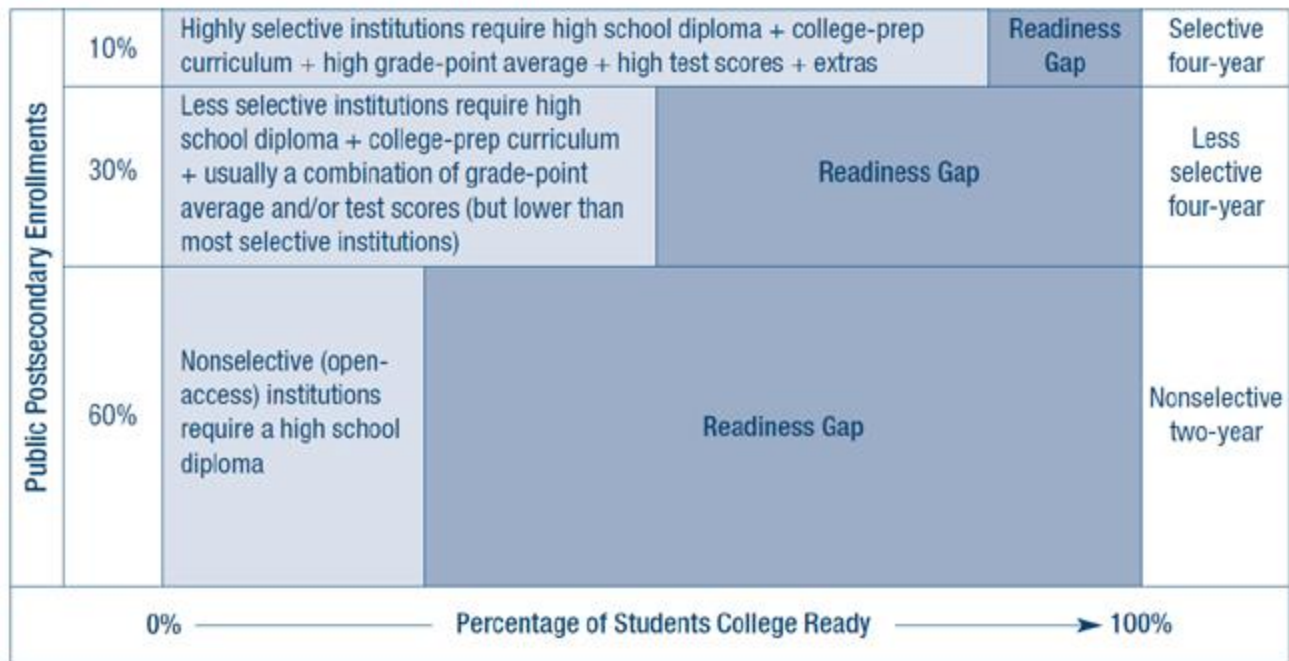 Public Postsecondary Enrollments
10%
Highly selective institutions require high school diploma + college-prep
curriculum + high grade-point average + high test scores + extras
Readiness
Gap
Selective
four-year
30%
Less selective institutions require high
school diploma + college-prep curriculum
+ usually a combination of grade-point
average and/or test scores (but lower than
most selective institutions)
Readiness Gap
Less
selective
four-year
60%
Nonselective (open-
access) institutions
require a high school
diploma
Readiness Gap
Nonselective
two-year
0%
Percentage of Students College Ready
100%